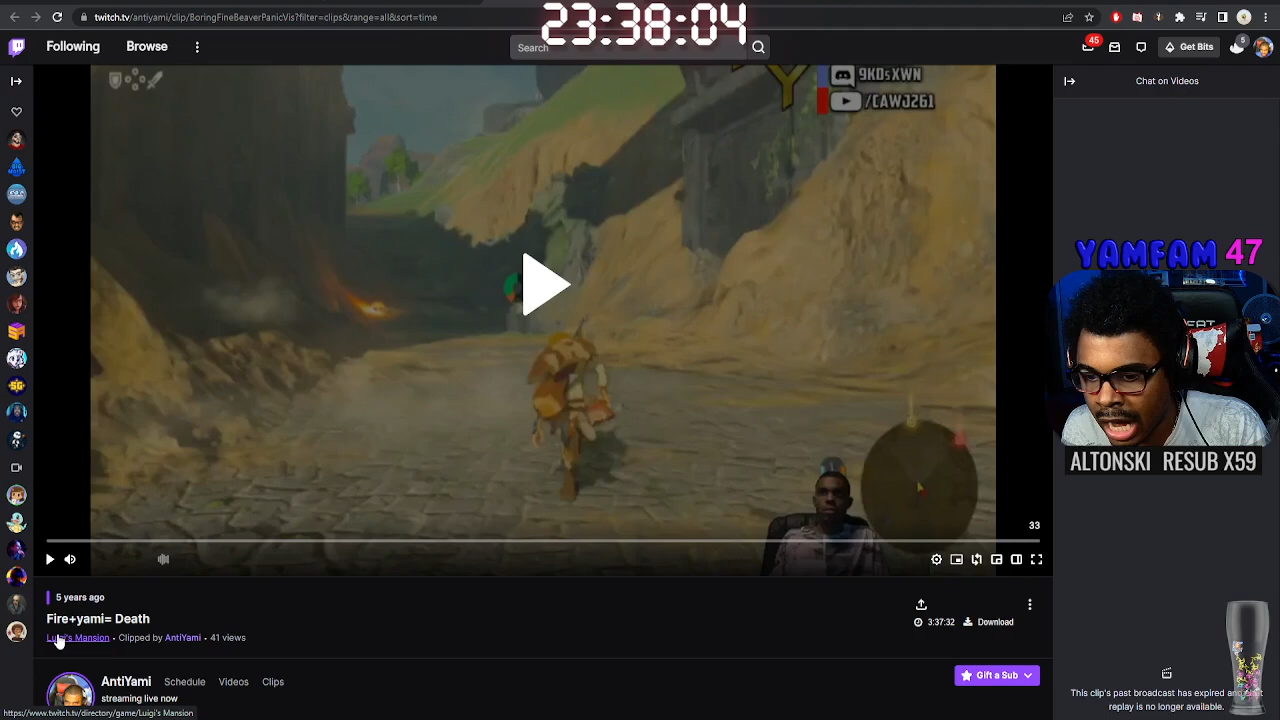 twitch.tv/antiyami/clip/BoringFineBeaverPanicVis?filter=clips&range=all&sort=time
23:38:04
Following
Browse
Search
45
Get Bits
5
9KDsXWN
/CAWJ261
Chat on Videos
YAMFAM 47
ALTONSKI RESUB X59
33
5 years ago
Fire+yami= Death
Luigi's Mansion • Clipped by AntiYami • 41 views
3:37:32
Download
AntiYami
Schedule
Videos
Clips
streaming live now
Gift a Sub
This clip's past broadcast has expired and chat
replay is no longer available.
https://www.twitch.tv/directory/game/Luigi's Mansion